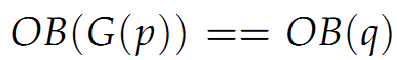 OB(G(p)) == OB(q)